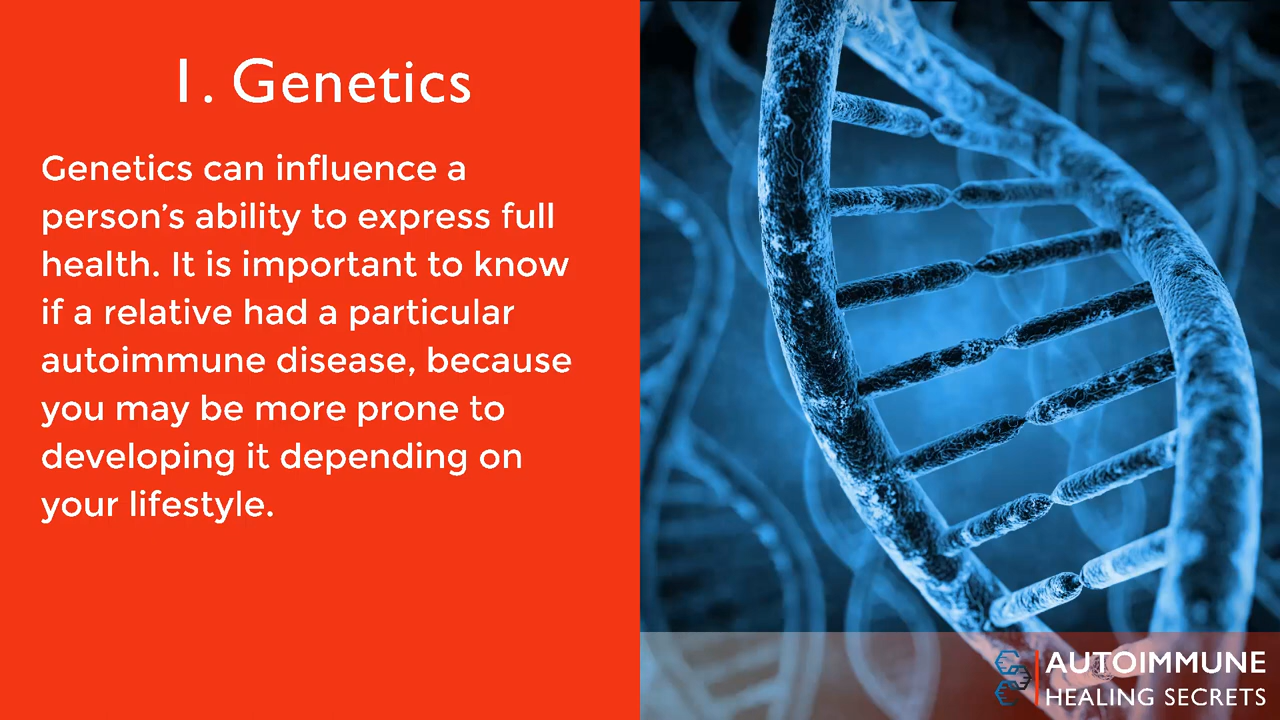 1. Genetics
Genetics can influence a
person’s ability to express full
health. It is important to know
if a relative had a particular
autoimmune disease, because
you may be more prone to
developing it depending on
your lifestyle.
AUTOIMMUNE
HEALING SECRETS